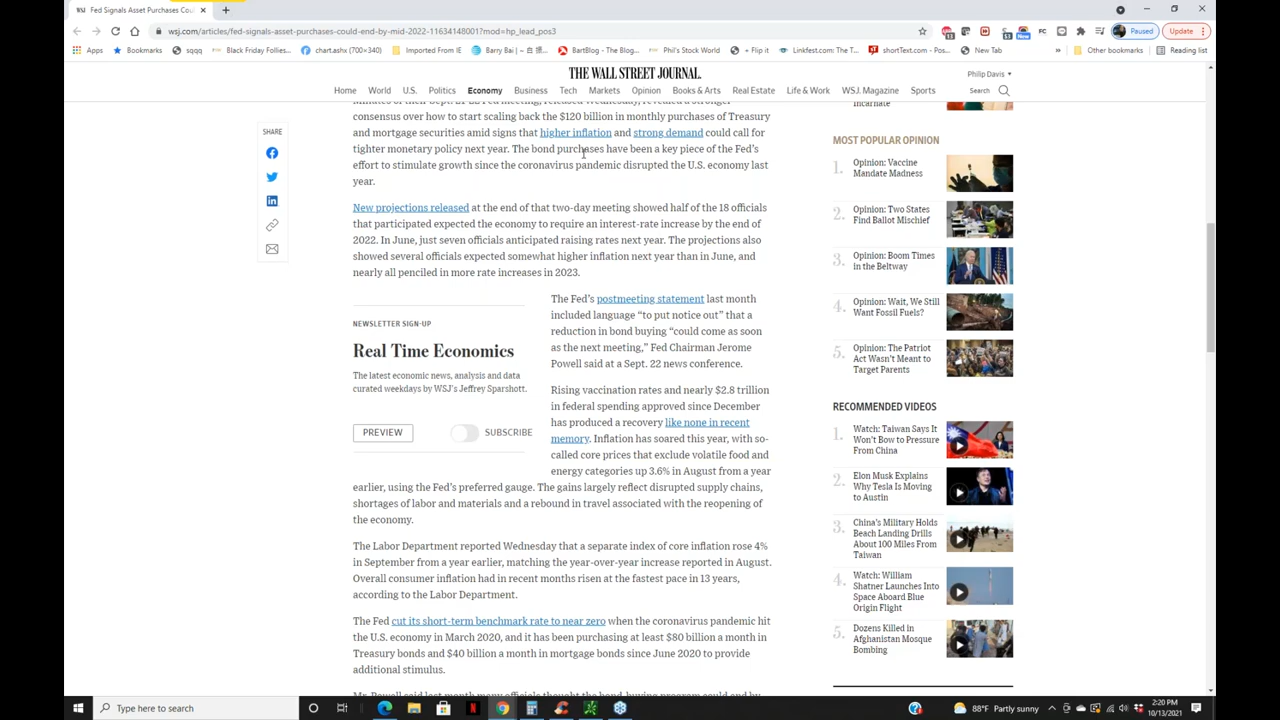 Fed Signals Asset Purchases Cou
wsj.com/articles/fed-signals-asset-purchases-could-end-by-mid-2022-11634148001?mod=hp_lead_pos3
Paused
Update
Apps
Bookmarks
sqqq
Black Friday Follies...
chart.ashx (700×340)
Imported From IE
BartBlog - The Blog...
Phil's Stock World
+ Flip it
Linkfest.com: The T...
shortText.com - Pos...
New Tab
Other bookmarks
Reading list
THE WALL STREET JOURNAL.
Philip Davis
Home World U.S. Politics Economy Business Tech Markets Opinion Books & Arts Real Estate Life & Work WSJ. Magazine Sports
Search
SHARE
consensus over how to start scaling back the $120 billion in monthly purchases of Treasury
and mortgage securities amid signs that higher inflation and strong demand could call for
tighter monetary policy next year. The bond purchases have been a key piece of the Fed's
effort to stimulate growth since the coronavirus pandemic disrupted the U.S. economy last
year.
New projections released at the end of that two-day meeting showed half of the 18 officials
that participated expected the economy to require an interest-rate increase by the end of
2022. In June, just seven officials anticipated raising rates next year. The projections also
showed several officials expected somewhat higher inflation next year than in June, and
nearly all penciled in more rate increases in 2023.
NEWSLETTER SIGN-UP
Real Time Economics
The latest economic news, analysis and data
curated weekdays by WSJ's Jeffrey Sparshott.
PREVIEW
SUBSCRIBE
The Fed's postmeeting statement last month
included language “to put notice out” that a
reduction in bond buying “could come as soon
as the next meeting,” Fed Chairman Jerome
Powell said at a Sept. 22 news conference.
Rising vaccination rates and nearly $2.8 trillion
in federal spending approved since December
has produced a recovery like none in recent
memory. Inflation has soared this year, with so-
called core prices that exclude volatile food and
energy categories up 3.6% in August from a year
earlier, using the Fed's preferred gauge. The gains largely reflect disrupted supply chains,
shortages of labor and materials and a rebound in travel associated with the reopening of
the economy.
The Labor Department reported Wednesday that a separate index of core inflation rose 4%
in September from a year earlier, matching the year-over-year increase reported in August.
Overall consumer inflation had in recent months risen at the fastest pace in 13 years,
according to the Labor Department.
The Fed cut its short-term benchmark rate to near zero when the coronavirus pandemic hit
the U.S. economy in March 2020, and it has been purchasing at least $80 billion a month in
Treasury bonds and $40 billion a month in mortgage bonds since June 2020 to provide
additional stimulus.
Mr. Powell said last month many officials thought the bond-buying program could end by
Incarnate
MOST POPULAR OPINION
1. Opinion: Vaccine
Mandate Madness
2. Opinion: Two States
Find Ballot Mischief
3. Opinion: Boom Times
in the Beltway
4. Opinion: Wait, We Still
Want Fossil Fuels?
5. Opinion: The Patriot
Act Wasn't Meant to
Target Parents
RECOMMENDED VIDEOS
1. Watch: Taiwan Says It
Won't Bow to Pressure
From China
2. Elon Musk Explains
Why Tesla Is Moving
to Austin
3. China's Military Holds
Beach Landing Drills
About 100 Miles From
Taiwan
4. Watch: William
Shatner Launches Into
Space Aboard Blue
Origin Flight
5. Dozens Killed in
Afghanistan Mosque
Bombing
Type here to search
88°F Partly sunny
2:20 PM
10/13/2021